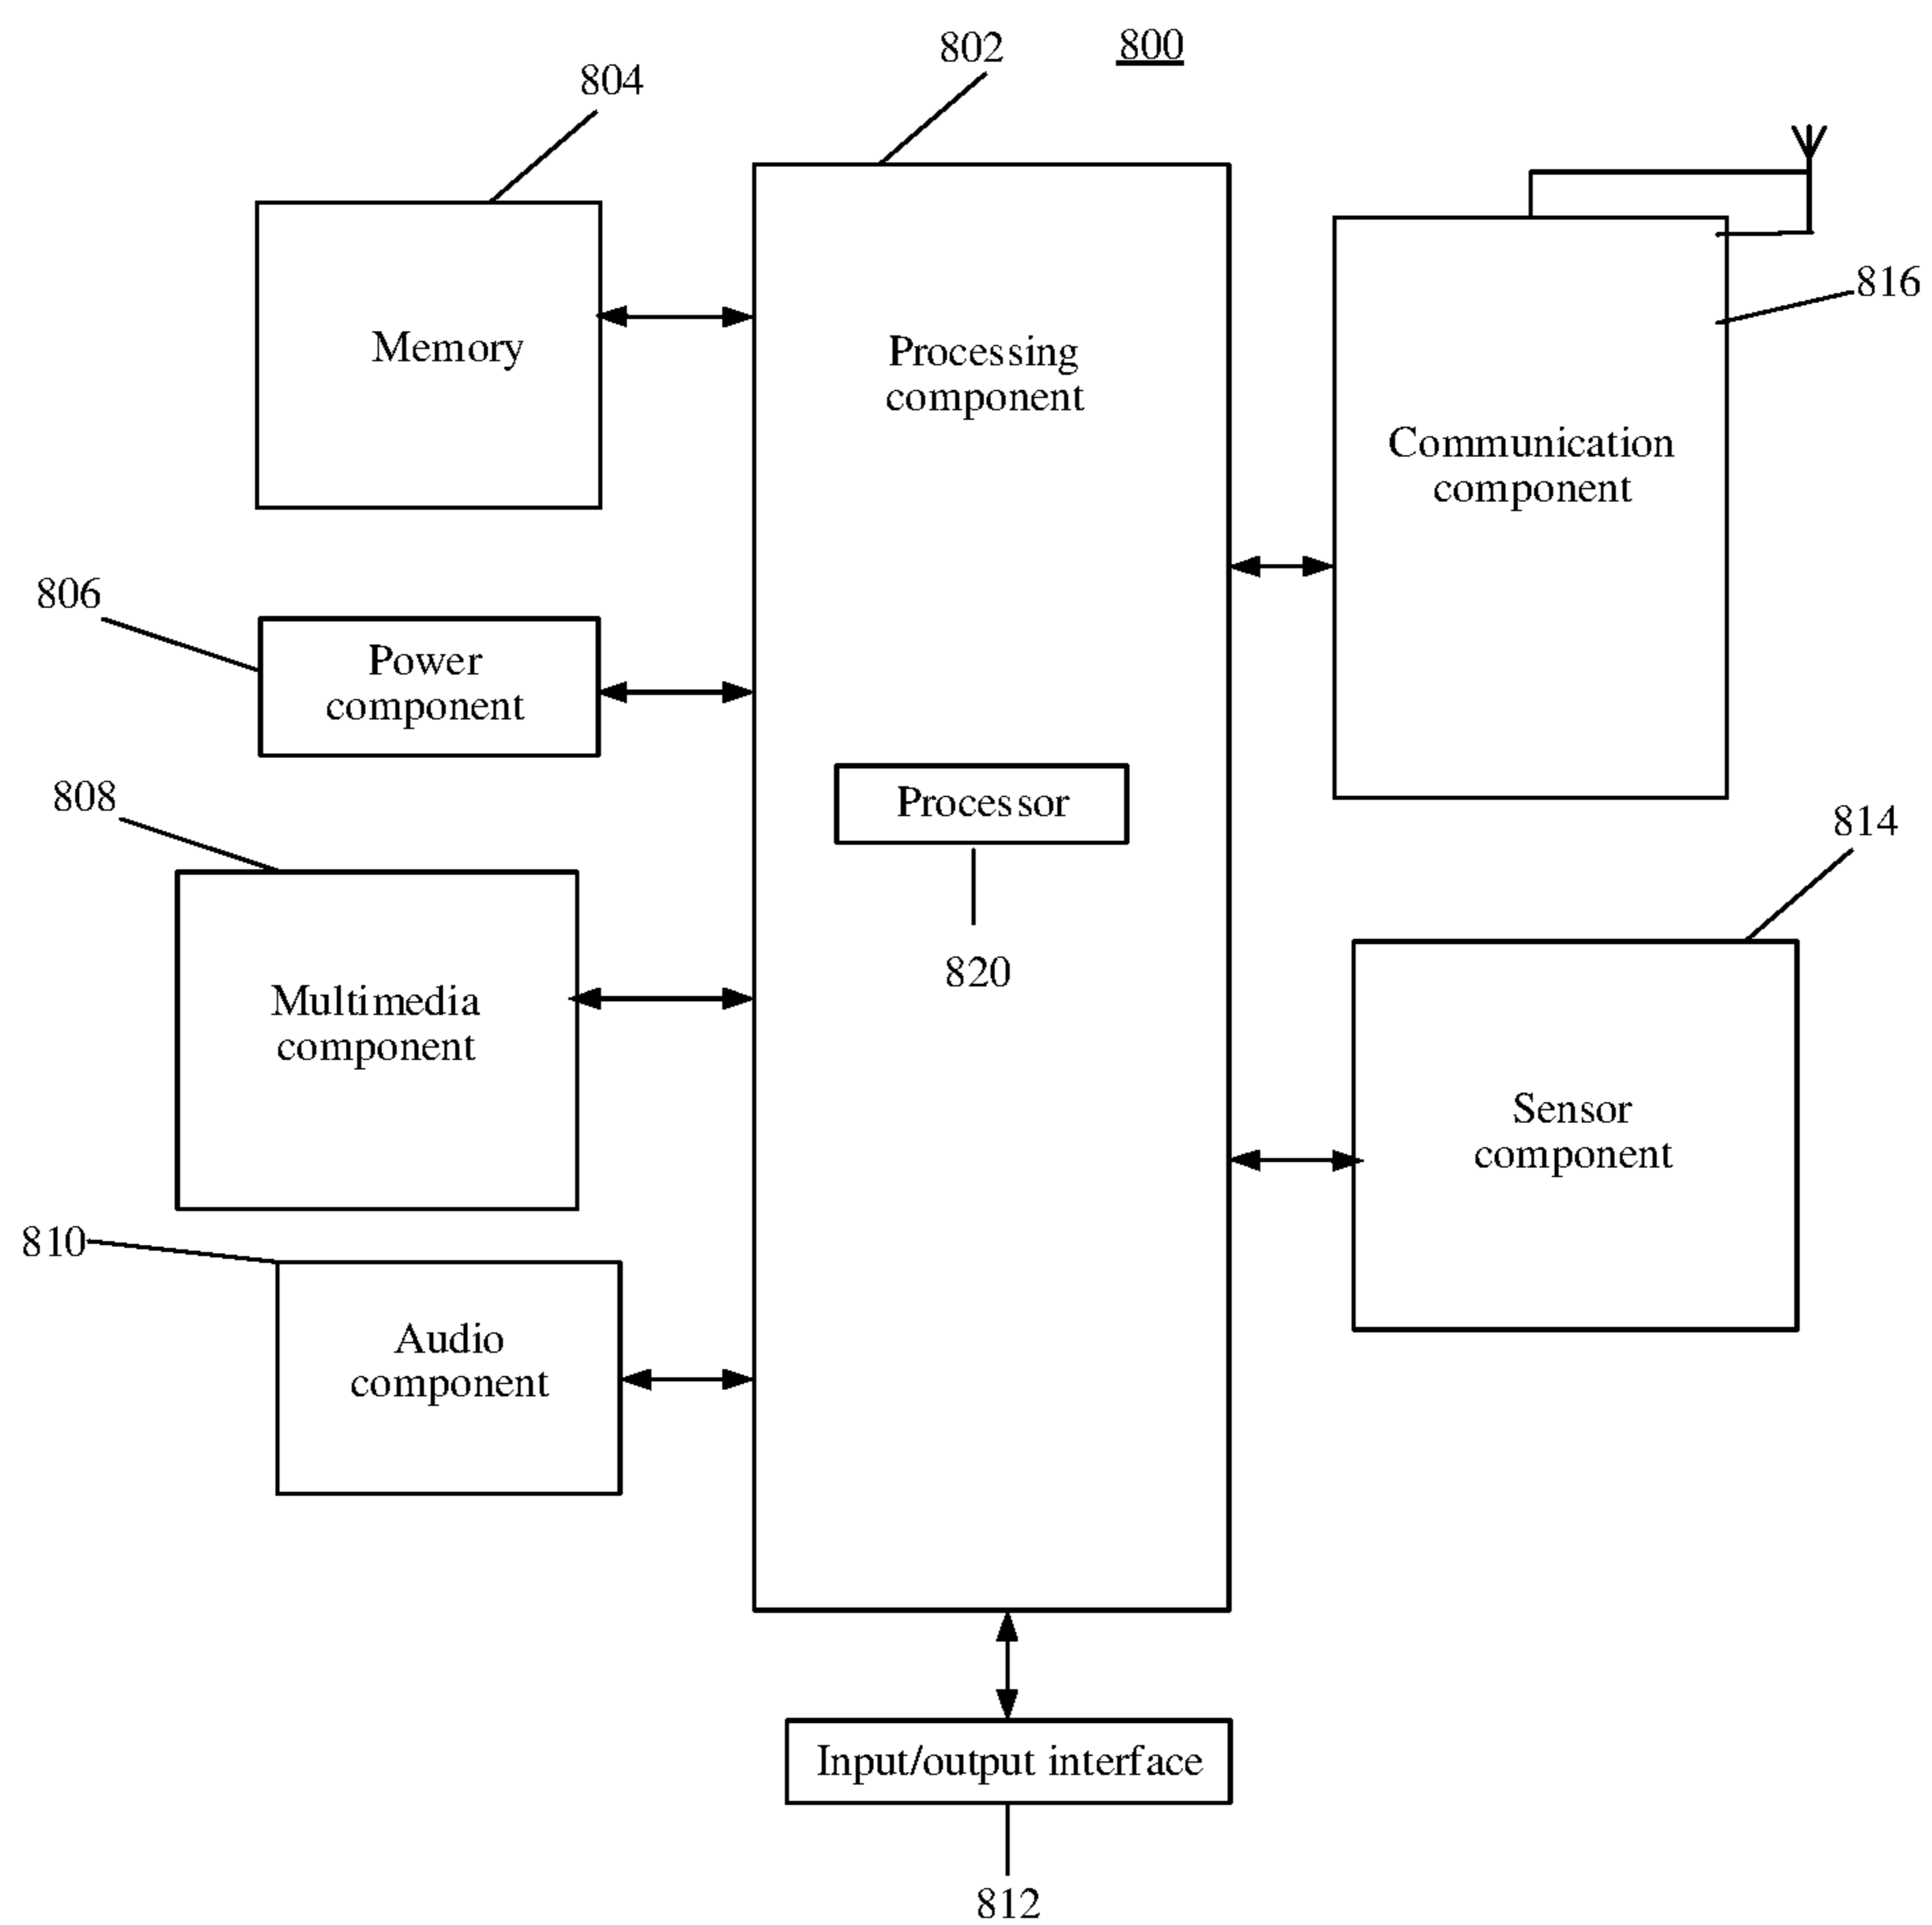 802
800
804
816
Memory
Processing
component
Communication
component
806
Power
component
808
Processor
814
820
Multimedia
component
Sensor
component
810
Audio
component
Input/output interface
812